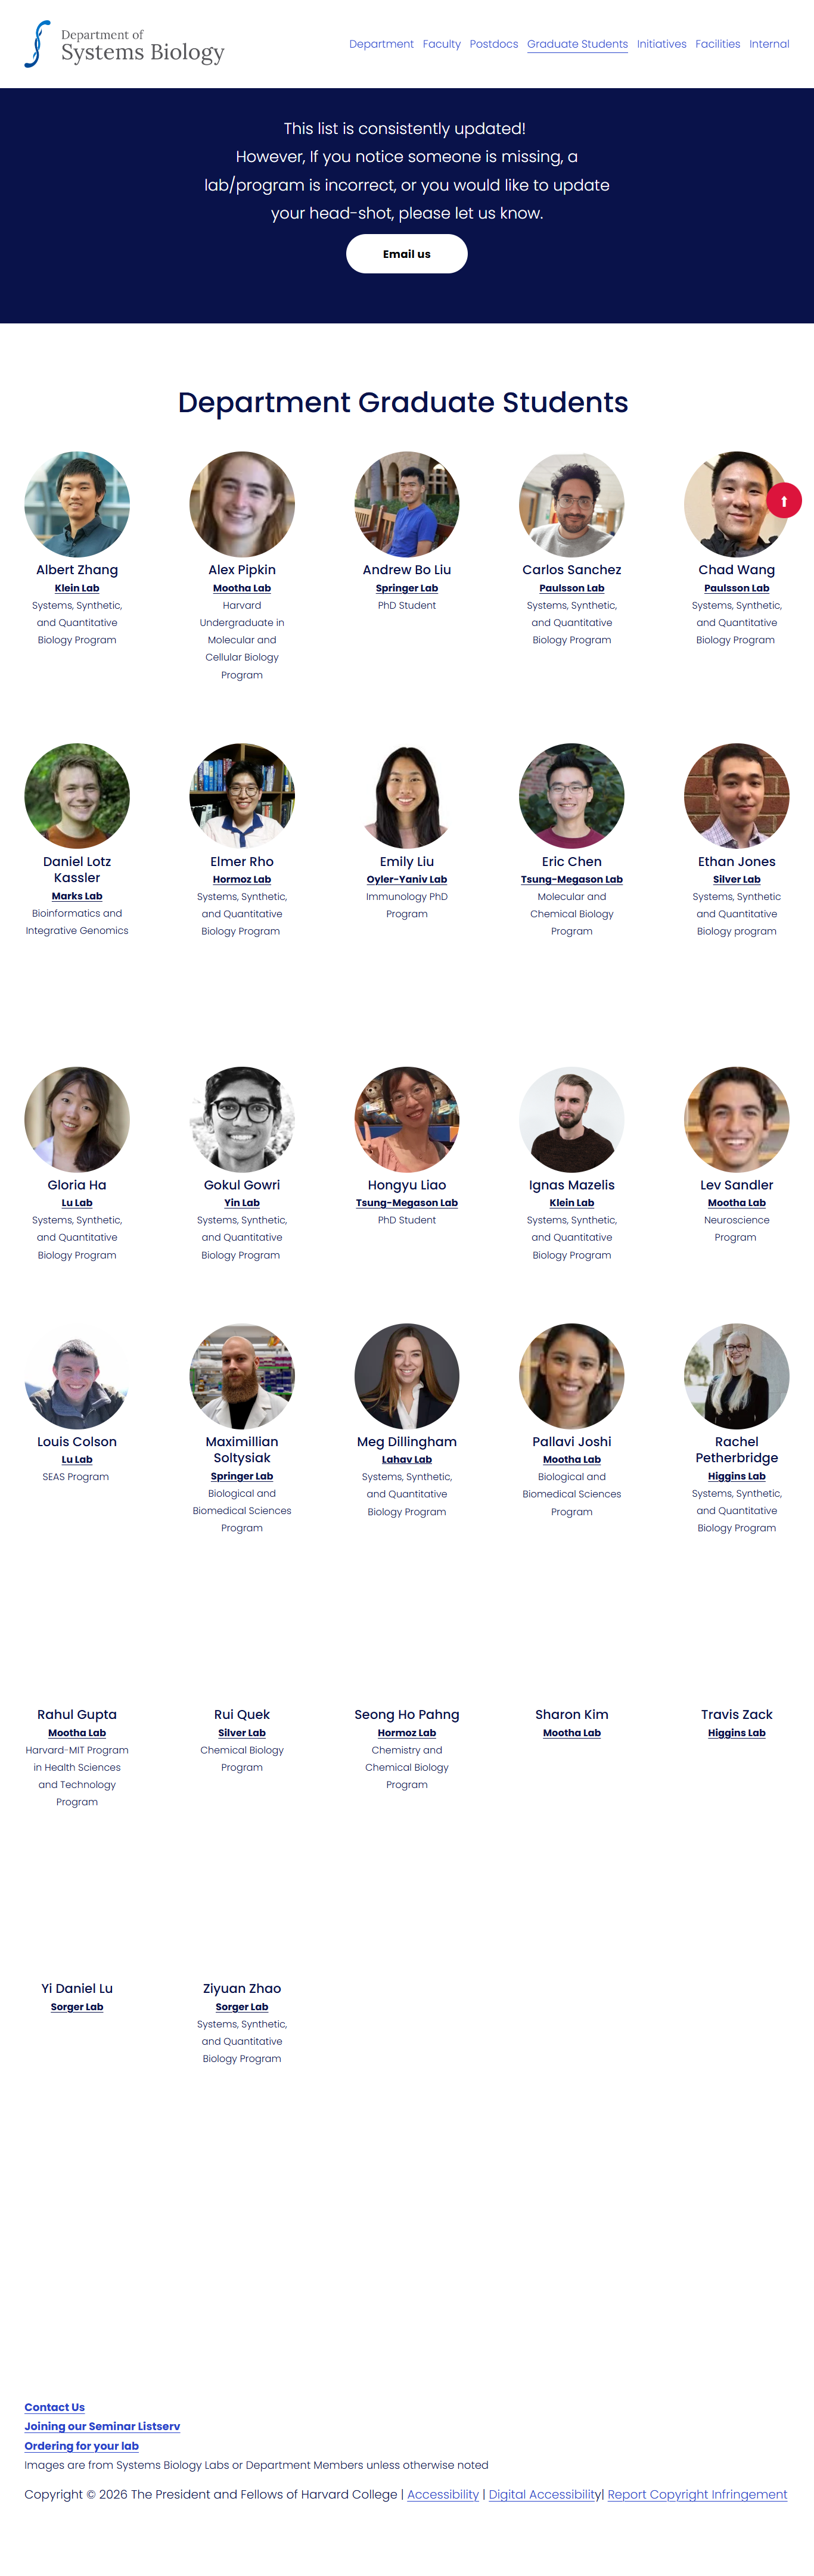 Department of
Systems Biology
Department Faculty Postdocs Graduate Students Initiatives Facilities Internal
This list is consistently updated!
However, If you notice someone is missing, a
lab/program is incorrect, or you would like to update
your head-shot, please let us know.
Email us
Department Graduate Students
Albert Zhang
Klein Lab
Systems, Synthetic,
and Quantitative
Biology Program
Alex Pipkin
Mootha Lab
Harvard
Undergraduate in
Molecular and
Cellular Biology
Program
Andrew Bo Liu
Springer Lab
PhD Student
Carlos Sanchez
Paulsson Lab
Systems, Synthetic,
and Quantitative
Biology Program
Chad Wang
Paulsson Lab
Systems, Synthetic,
and Quantitative
Biology Program
Daniel Lotz
Kassler
Marks Lab
Bioinformatics and
Integrative Genomics
Elmer Rho
Hormoz Lab
Systems, Synthetic,
and Quantitative
Biology Program
Emily Liu
Oyler-Yaniv Lab
Immunology PhD
Program
Eric Chen
Tsung-Megason Lab
Molecular and
Chemical Biology
Program
Ethan Jones
Silver Lab
Systems, Synthetic
and Quantitative
Biology program
Gloria Ha
Lu Lab
Systems, Synthetic,
and Quantitative
Biology Program
Gokul Gowri
Yin Lab
Systems, Synthetic,
and Quantitative
Biology Program
Hongyu Liao
Tsung-Megason Lab
PhD Student
Ignas Mazelis
Klein Lab
Systems, Synthetic,
and Quantitative
Biology Program
Lev Sandler
Mootha Lab
Neuroscience
Program
Louis Colson
Lu Lab
SEAS Program
Maximillian
Soltysiak
Springer Lab
Biological and
Biomedical Sciences
Program
Meg Dillingham
Lahav Lab
Systems, Synthetic,
and Quantitative
Biology Program
Pallavi Joshi
Mootha Lab
Biological and
Biomedical Sciences
Program
Rachel
Petherbridge
Higgins Lab
Systems, Synthetic,
and Quantitative
Biology Program
Rahul Gupta
Mootha Lab
Harvard-MIT Program
in Health Sciences
and Technology
Program
Rui Quek
Silver Lab
Chemical Biology
Program
Seong Ho Pahng
Hormoz Lab
Chemistry and
Chemical Biology
Program
Sharon Kim
Mootha Lab
Travis Zack
Higgins Lab
Yi Daniel Lu
Sorger Lab
Ziyuan Zhao
Sorger Lab
Systems, Synthetic,
and Quantitative
Biology Program
Contact Us
Joining our Seminar Listserv
Ordering for your lab
Images are from Systems Biology Labs or Department Members unless otherwise noted
Copyright © 2026 The President and Fellows of Harvard College | Accessibility | Digital Accessibility| Report Copyright Infringement